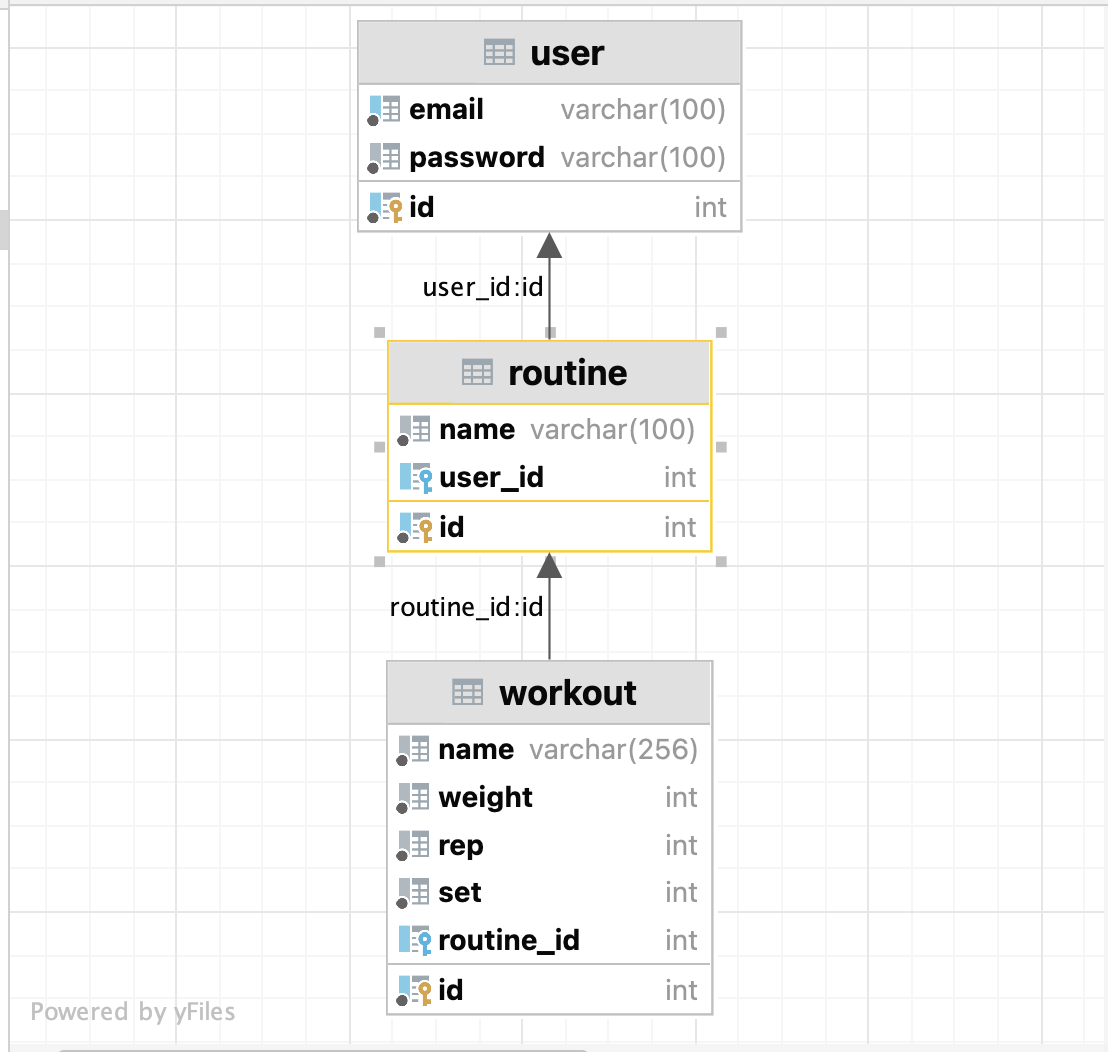 user
email varchar(100)
password varchar(100)
id int
user_id:id
routine
name varchar(100)
user_id int
id int
routine_id:id
workout
name varchar(256)
weight int
rep int
set int
routine_id int
id int
Powered by yFiles